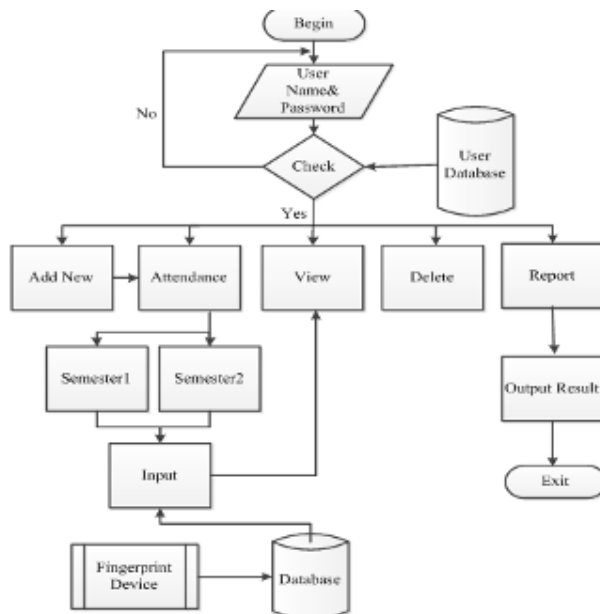 Begin
User
Name&
Password
No
Check
User
Database
Yes
Add New
Attendance
View
Delete
Report
Semester1
Semester2
Output Result
Input
Exit
Fingerprint
Device
Database